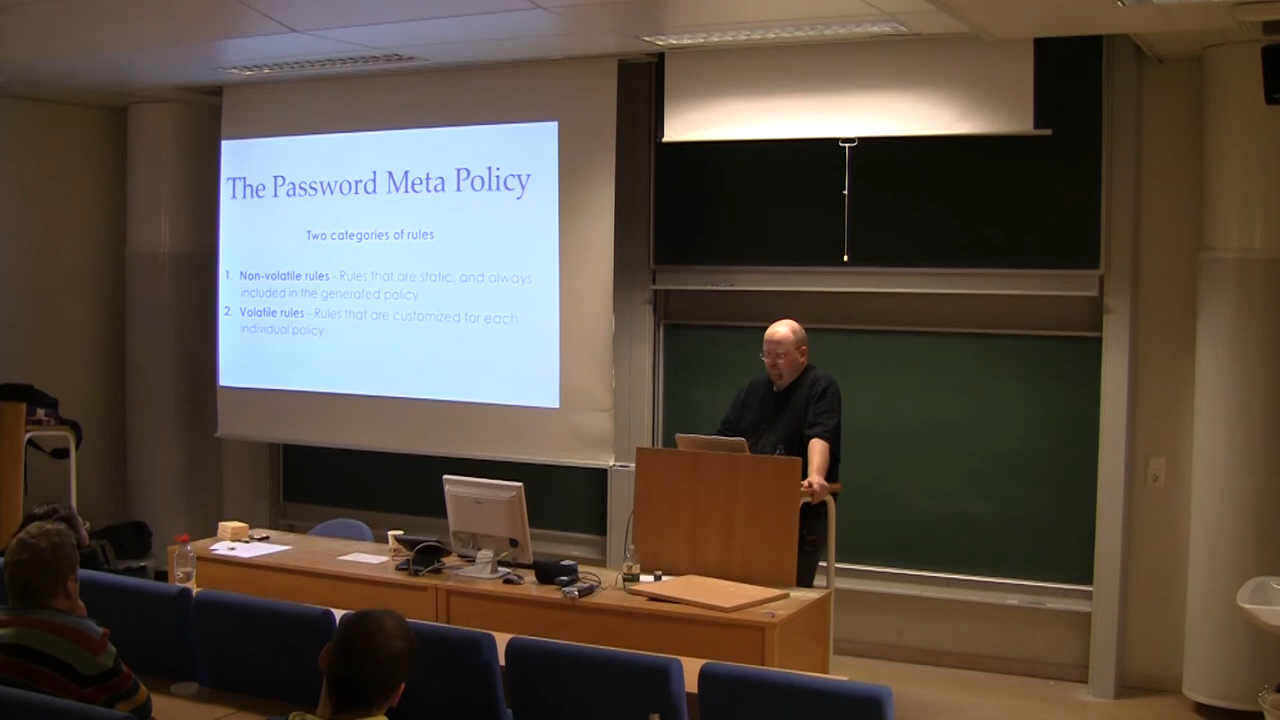 The Password Meta Policy
Two categories of rules
1. Non-volatile rules - Rules that are static, and always
included in the generated policy
2. Volatile rules - Rules that are customized for each
individual policy